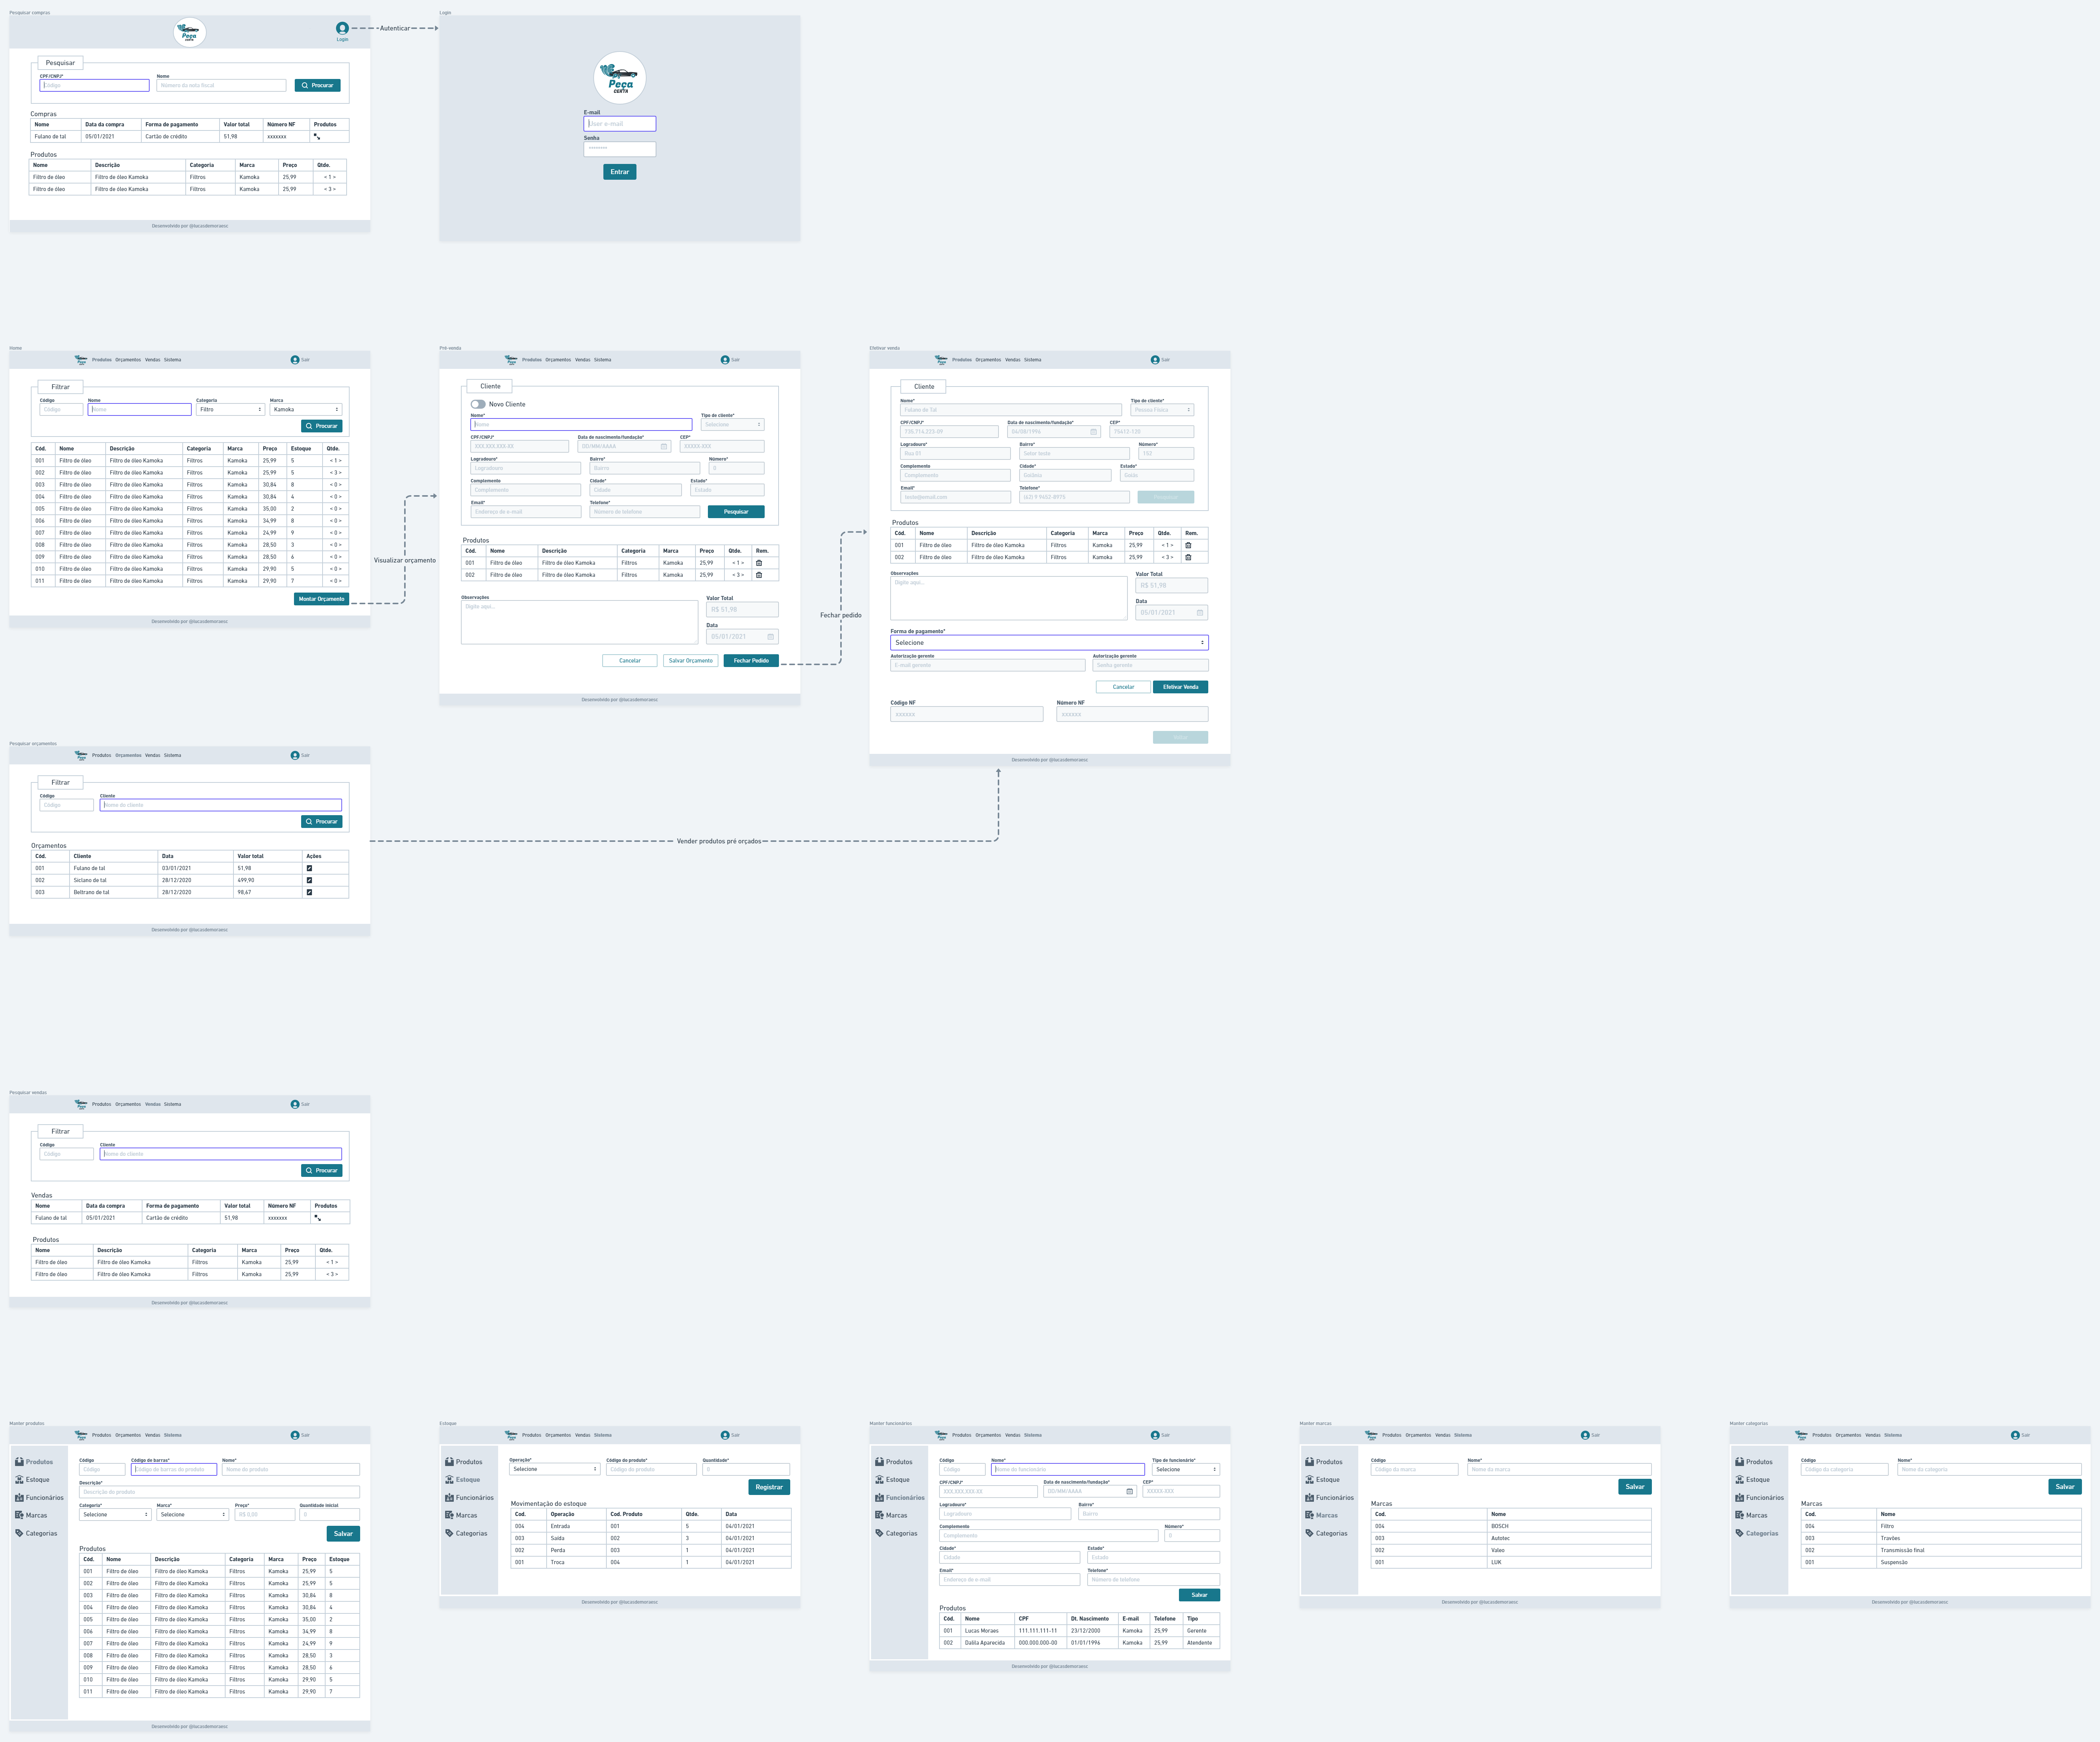 Pesquisar compras
Peça
Login
Autenticar
Pesquisar
CPF/CNPJ* Nome
Código Número da nota fiscal Procurar
Compras
Nome Data da compra Forma de pagamento Valor total Número NF Produtos
Fulano de tal 05/01/2021 Cartão de crédito 51,98 xxxxxxx
Produtos
Nome Descrição Categoria Marca Preço Qtde.
Filtro de óleo Filtro de óleo Kamoka Filtros Kamoka 25,99 < 1 >
Filtro de óleo Filtro de óleo Kamoka Filtros Kamoka 25,99 < 3 >
Desenvolvido por @lucasdemoraesc
Login
Peça
CERTA
E-mail
User e-mail
Senha
********
Entrar
Home
Produtos Orçamentos Vendas Sistema Sair
Filtrar
Código Nome Categoria Marca
Código Nome Filtro Kamoka
Procurar
Cód. Nome Descrição Categoria Marca Preço Estoque Qtde.
001 Filtro de óleo Filtro de óleo Kamoka Filtros Kamoka 25,99 5 < 1 >
002 Filtro de óleo Filtro de óleo Kamoka Filtros Kamoka 25,99 5 < 3 >
003 Filtro de óleo Filtro de óleo Kamoka Filtros Kamoka 30,84 8 < 0 >
004 Filtro de óleo Filtro de óleo Kamoka Filtros Kamoka 30,84 4 < 0 >
005 Filtro de óleo Filtro de óleo Kamoka Filtros Kamoka 35,00 2 < 0 >
006 Filtro de óleo Filtro de óleo Kamoka Filtros Kamoka 34,99 8 < 0 >
007 Filtro de óleo Filtro de óleo Kamoka Filtros Kamoka 24,99 9 < 0 >
008 Filtro de óleo Filtro de óleo Kamoka Filtros Kamoka 28,50 3 < 0 >
009 Filtro de óleo Filtro de óleo Kamoka Filtros Kamoka 28,50 4 < 0 >
010 Filtro de óleo Filtro de óleo Kamoka Filtros Kamoka 29,90 5 < 0 >
011 Filtro de óleo Filtro de óleo Kamoka Filtros Kamoka 29,90 7 < 0 >
Montar Orçamento
Desenvolvido por @lucasdemoraesc
Visualizar orçamento
Pré-venda
Produtos Orçamentos Vendas Sistema Sair
Cliente
Novo Cliente
Nome* Tipo de cliente*
Nome Selecione
CPF/CNPJ* Data de nascimento/fundação* CEP*
XXX.XXX.XXX-XX DD/MM/AAAA XXXXX-XXX
Logradouro* Bairro* Número*
Logradouro Bairro 0
Complemento Cidade* Estado*
Complemento Cidade Estado
Email* Telefone*
Endereço de e-mail Número de telefone Pesquisar
Produtos
Cód. Nome Descrição Categoria Marca Preço Qtde. Rem.
001 Filtro de óleo Filtro de óleo Kamoka Filtros Kamoka 25,99 < 1 >
002 Filtro de óleo Filtro de óleo Kamoka Filtros Kamoka 25,99 < 3 >
Observações Valor Total
Digite aqui... R$ 51,98
Data
05/01/2021
Cancelar Salvar Orçamento Fechar Pedido
Desenvolvido por @lucasdemoraesc
Fechar pedido
Efetivar venda
Produtos Orçamentos Vendas Sistema Sair
Cliente
Nome* Tipo de cliente*
Fulano de Tal Pessoa Física
CPF/CNPJ* Data de nascimento/fundação* CEP*
735.714.225-09 04/08/1996 75612-120
Logradouro* Bairro* Número*
Rua 01 Setor teste 102
Complemento Cidade* Estado*
Complemento Goiânia Goiás
Email* Telefone*
teste@email.com (62) 9 9652-8975 Pesquisar
Produtos
Cód. Nome Descrição Categoria Marca Preço Qtde. Rem.
001 Filtro de óleo Filtro de óleo Kamoka Filtros Kamoka 25,99 < 1 >
002 Filtro de óleo Filtro de óleo Kamoka Filtros Kamoka 25,99 < 3 >
Observações Valor Total
Digite aqui... R$ 51,98
Data
05/01/2021
Forma de pagamento*
Selecione
Autorização gerente Autorização gerente
E-mail gerente Senha gerente
Cancelar Efetivar Venda
Código NF Número NF
xxxxxx xxxxxx
Desenvolvido por @lucasdemoraesc
Pesquisar orçamentos
Produtos Orçamentos Vendas Sistema Sair
Filtrar
Código Cliente
Código Nome do cliente
Procurar
Orçamentos
Cód. Cliente Data Valor total Ações
001 Fulano de tal 03/01/2021 51,98
002 Siclano de tal 28/12/2020 499,90
003 Beltrano de tal 28/12/2020 98,67
Desenvolvido por @lucasdemoraesc
Vender produtos pré orçados
Pesquisar vendas
Produtos Orçamentos Vendas Sistema Sair
Filtrar
Código Cliente
Código Nome do cliente
Procurar
Vendas
Nome Data da compra Forma de pagamento Valor total Número NF Produtos
Fulano de tal 05/01/2021 Cartão de crédito 51,98 xxxxxxx
Produtos
Nome Descrição Categoria Marca Preço Qtde.
Filtro de óleo Filtro de óleo Kamoka Filtros Kamoka 25,99 < 1 >
Filtro de óleo Filtro de óleo Kamoka Filtros Kamoka 25,99 < 3 >
Desenvolvido por @lucasdemoraesc
Manter produtos
Produtos Orçamentos Vendas Sistema Sair
Produtos
Estoque
Funcionários
Marcas
Categorias
Código Código de barras* Nome*
Código Código de barras do produto Nome do produto
Descrição*
Descrição do produto
Categoria* Marca* Preço* Quantidade inicial
Selecione Selecione R$ 0,00 0
Salvar
Produtos
Cód. Nome Descrição Categoria Marca Preço Estoque
001 Filtro de óleo Filtro de óleo Kamoka Filtros Kamoka 25,99 5
002 Filtro de óleo Filtro de óleo Kamoka Filtros Kamoka 25,99 5
003 Filtro de óleo Filtro de óleo Kamoka Filtros Kamoka 30,84 8
004 Filtro de óleo Filtro de óleo Kamoka Filtros Kamoka 30,84 4
005 Filtro de óleo Filtro de óleo Kamoka Filtros Kamoka 35,00 2
006 Filtro de óleo Filtro de óleo Kamoka Filtros Kamoka 34,99 8
007 Filtro de óleo Filtro de óleo Kamoka Filtros Kamoka 24,99 9
008 Filtro de óleo Filtro de óleo Kamoka Filtros Kamoka 28,50 3
009 Filtro de óleo Filtro de óleo Kamoka Filtros Kamoka 28,50 4
010 Filtro de óleo Filtro de óleo Kamoka Filtros Kamoka 29,90 5
011 Filtro de óleo Filtro de óleo Kamoka Filtros Kamoka 29,90 7
Desenvolvido por @lucasdemoraesc
Estoque
Produtos Orçamentos Vendas Sistema Sair
Produtos
Estoque
Funcionários
Marcas
Categorias
Operação* Código do produto* Quantidade*
Selecione Código do produto 0
Registrar
Movimentação do estoque
Cod. Operação Cod. Produto Qtde. Data
004 Entrada 001 5 04/01/2021
003 Saída 002 3 04/01/2021
002 Perda 003 1 04/01/2021
001 Troca 004 1 04/01/2021
Desenvolvido por @lucasdemoraesc
Manter funcionários
Produtos Orçamentos Vendas Sistema Sair
Produtos
Estoque
Funcionários
Marcas
Categorias
Código Nome* Tipo de funcionário*
Código Nome do funcionário Selecione
CPF/CNPJ* Data de nascimento/fundação* CEP*
XXX.XXX.XXX-XX DD/MM/AAAA XXXXX-XXX
Logradouro* Bairro*
Logradouro Bairro
Complemento Número*
Complemento 0
Cidade* Estado*
Cidade Estado
Email* Telefone*
Endereço de e-mail Número de telefone
Salvar
Produtos
Cód. Nome CPF Dt. Nascimento E-mail Telefone Tipo
001 Lucas Moraes 111.111.111-11 23/12/2000 Kamoka 25,99 Gerente
002 Dalila Aparecida 000.000.000-00 01/01/1996 Kamoka 25,99 Atendente
Desenvolvido por @lucasdemoraesc
Manter marcas
Produtos Orçamentos Vendas Sistema Sair
Produtos
Estoque
Funcionários
Marcas
Categorias
Código Nome*
Código da marca Nome da marca
Salvar
Marcas
Cod. Nome
004 BOSCH
003 Autotec
002 Valeo
001 LUK
Desenvolvido por @lucasdemoraesc
Manter categorias
Produtos Orçamentos Vendas Sistema Sair
Produtos
Estoque
Funcionários
Marcas
Categorias
Código Nome*
Código da categoria Nome da categoria
Salvar
Marcas
Cod. Nome
004 Filtro
003 Travões
002 Transmissão final
001 Suspensão
Desenvolvido por @lucasdemoraesc